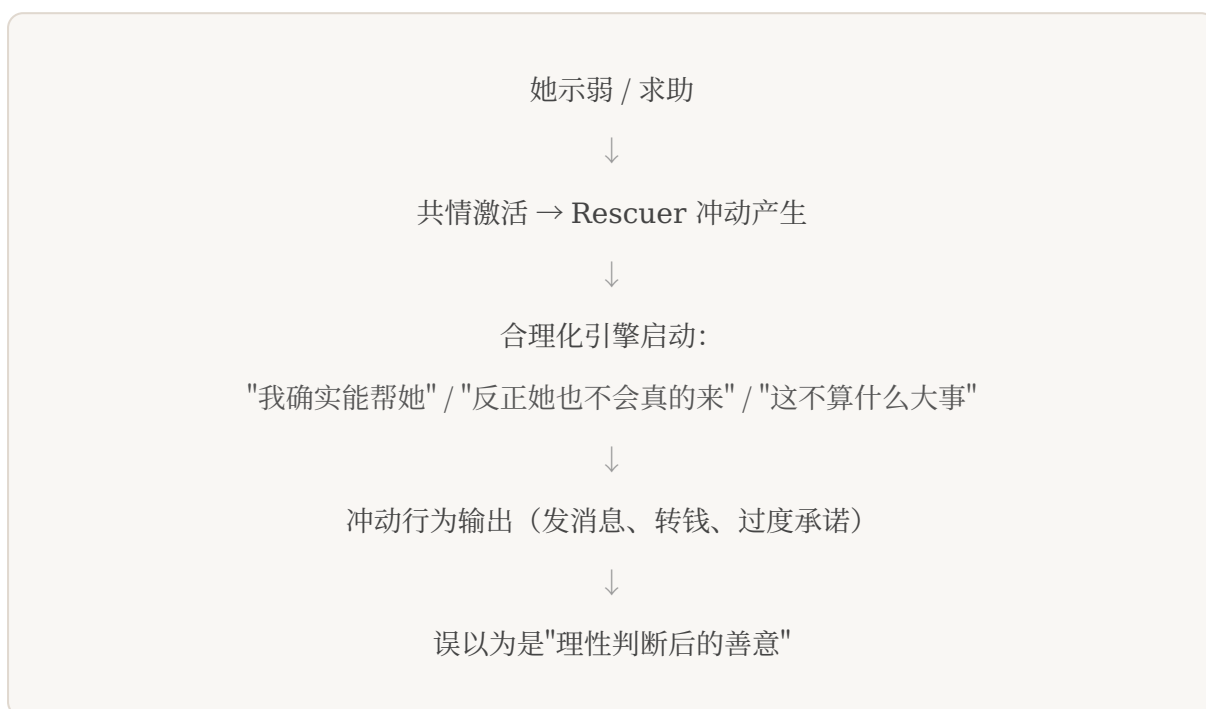 她示弱 / 求助
↓
共情激活 → Rescuer 冲动产生
↓
合理化引擎启动：
"我确实能帮她" / "反正她也不会真的来" / "这不算什么大事"
↓
冲动行为输出（发消息、转钱、过度承诺）
↓
误以为是"理性判断后的善意"